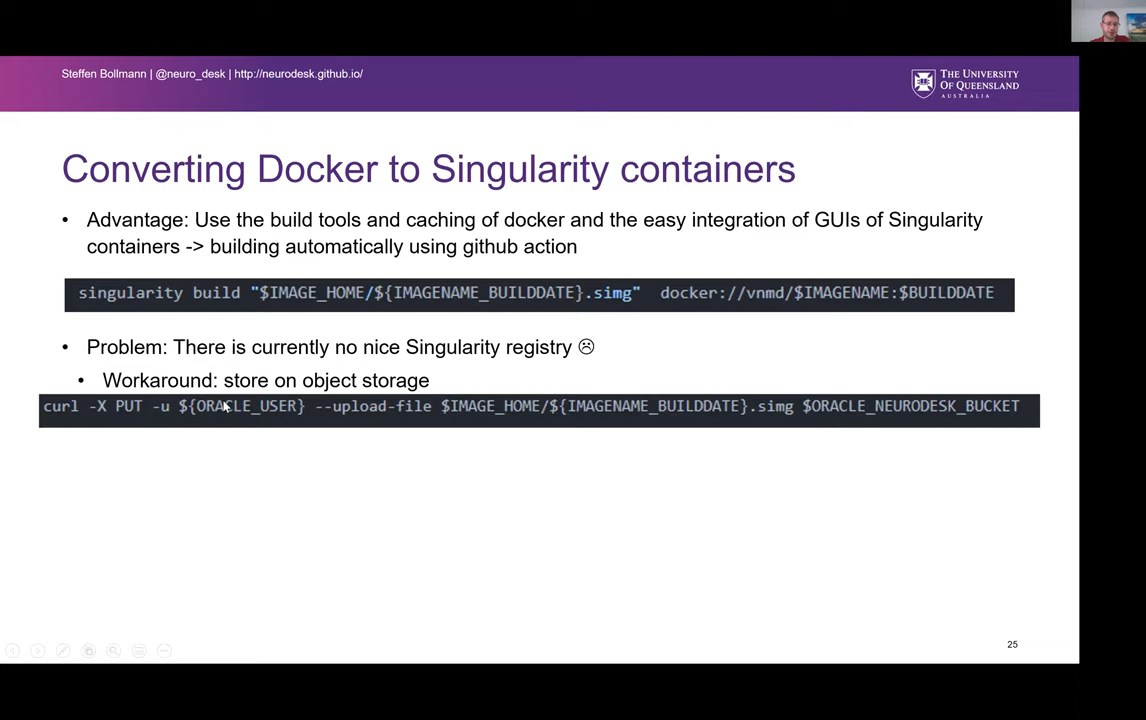 Steffen Bollmann | @neuro_desk | http://neurodesk.github.io/
THE UNIVERSITY
OF QUEENSLAND
AUSTRALIA
Converting Docker to Singularity containers
• Advantage: Use the build tools and caching of docker and the easy integration of GUIs of Singularity
containers -> building automatically using github action
singularity build "$IMAGE_HOME/${IMAGENAME_BUILDDATE}.simg" docker://vnmd/$IMAGENAME:$BUILDDATE
• Problem: There is currently no nice Singularity registry ☹
• Workaround: store on object storage
curl -X PUT -u ${ORACLE_USER} --upload-file $IMAGE_HOME/${IMAGENAME_BUILDDATE}.simg $ORACLE_NEURODESK_BUCKET
25